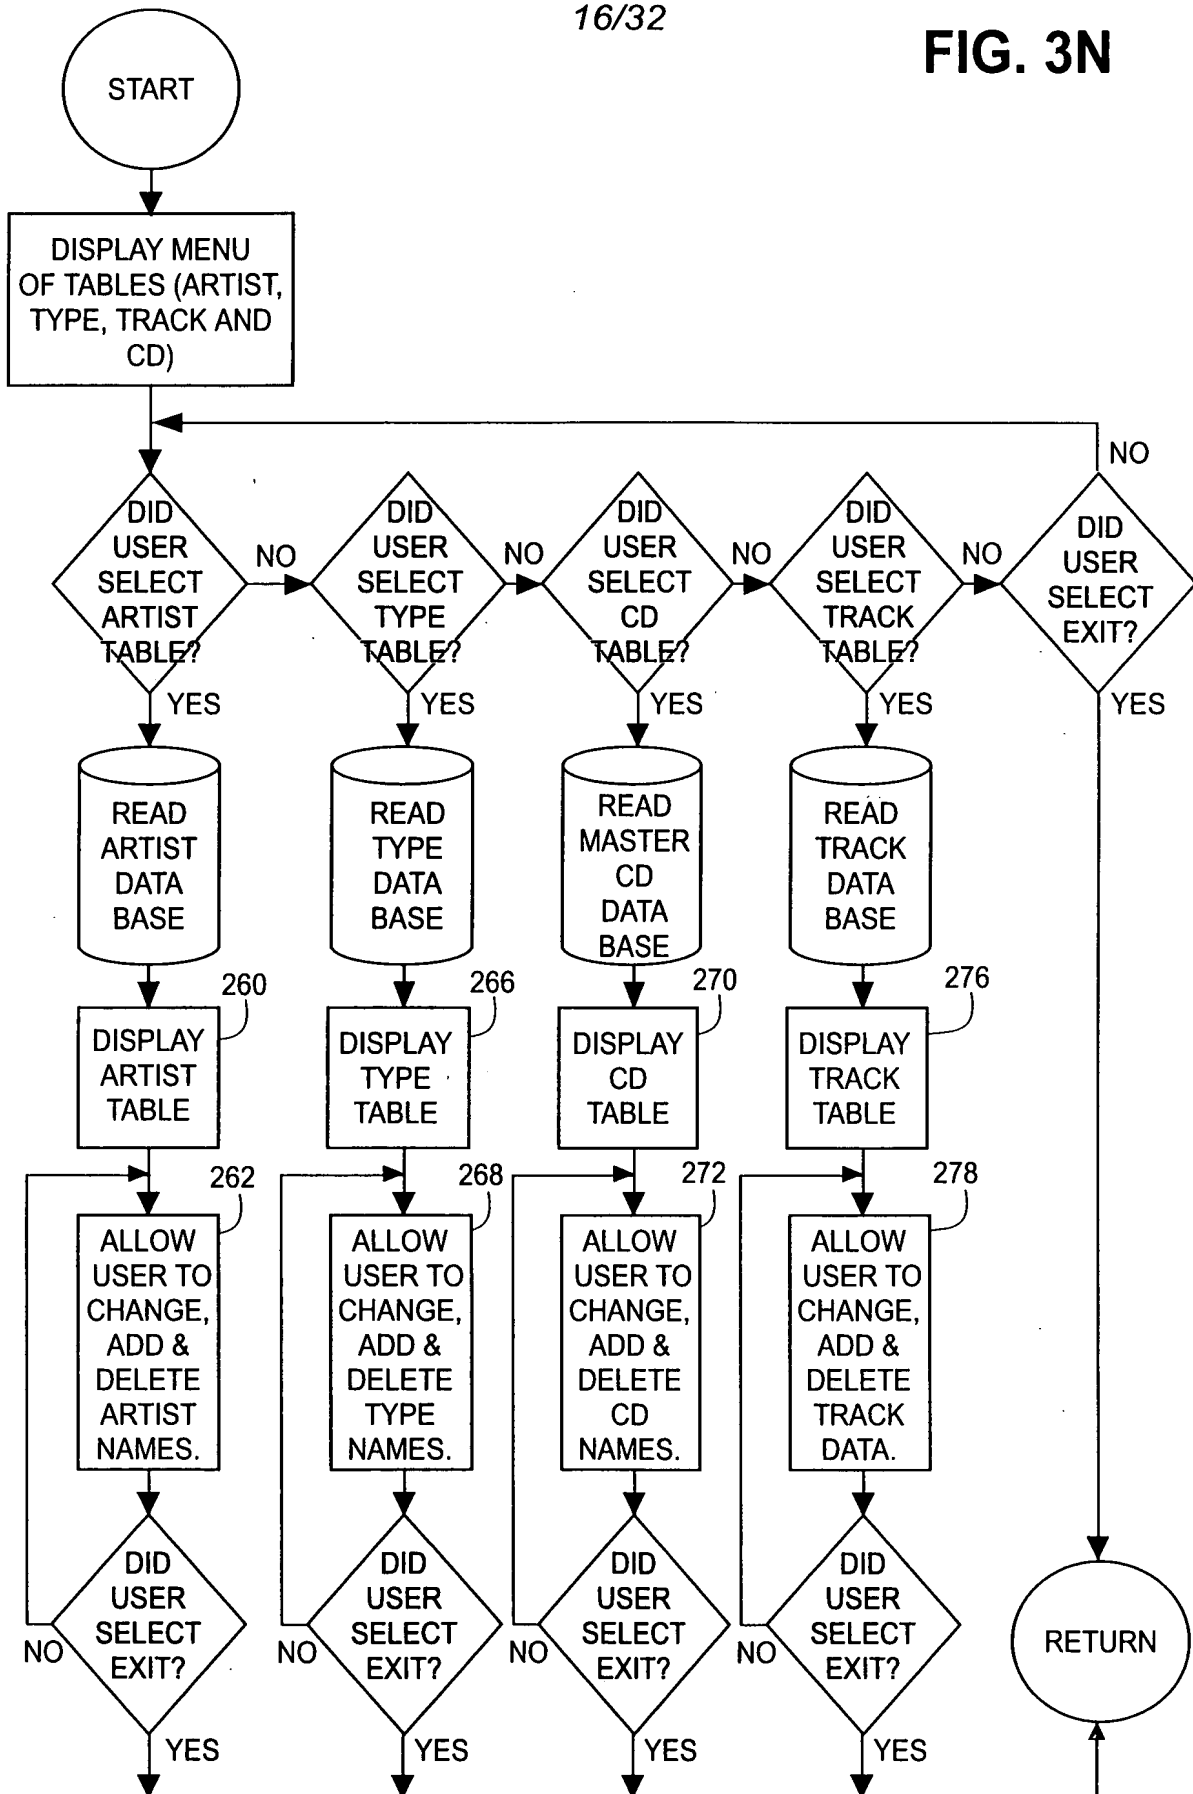 16/32
FIG. 3N
START
DISPLAY MENU
OF TABLES (ARTIST,
TYPE, TRACK AND
CD)
DID
USER
SELECT
ARTIST
TABLE?
NO
DID
USER
SELECT
TYPE
TABLE?
NO
DID
USER
SELECT
CD
TABLE?
NO
DID
USER
SELECT
TRACK
TABLE?
NO
DID
USER
SELECT
EXIT?
NO
YES
YES
YES
YES
YES
READ
ARTIST
DATA
BASE
READ
TYPE
DATA
BASE
READ
MASTER
CD
DATA
BASE
READ
TRACK
DATA
BASE
260
DISPLAY
ARTIST
TABLE
266
DISPLAY
TYPE
TABLE
270
DISPLAY
CD
TABLE
276
DISPLAY
TRACK
TABLE
262
ALLOW
USER TO
CHANGE,
ADD &
DELETE
ARTIST
NAMES.
268
ALLOW
USER TO
CHANGE,
ADD &
DELETE
TYPE
NAMES.
272
ALLOW
USER TO
CHANGE,
ADD &
DELETE
CD
NAMES.
278
ALLOW
USER TO
CHANGE,
ADD &
DELETE
TRACK
DATA.
DID
USER
SELECT
EXIT?
NO
YES
DID
USER
SELECT
EXIT?
NO
YES
DID
USER
SELECT
EXIT?
NO
YES
DID
USER
SELECT
EXIT?
NO
YES
RETURN